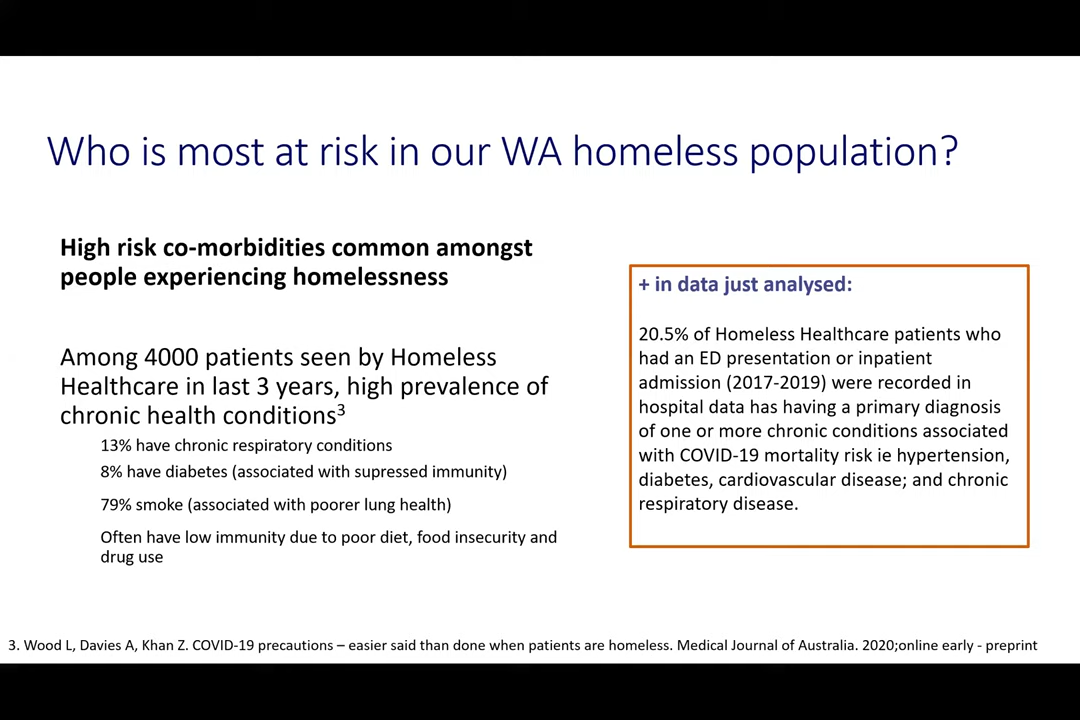 Who is most at risk in our WA homeless population?
High risk co-morbidities common amongst
people experiencing homelessness
Among 4000 patients seen by Homeless
Healthcare in last 3 years, high prevalence of
chronic health conditions3
13% have chronic respiratory conditions
8% have diabetes (associated with supressed immunity)
79% smoke (associated with poorer lung health)
Often have low immunity due to poor diet, food insecurity and
drug use
+ in data just analysed:
20.5% of Homeless Healthcare patients who
had an ED presentation or inpatient
admission (2017-2019) were recorded in
hospital data has having a primary diagnosis
of one or more chronic conditions associated
with COVID-19 mortality risk ie hypertension,
diabetes, cardiovascular disease; and chronic
respiratory disease.
3. Wood L, Davies A, Khan Z. COVID-19 precautions – easier said than done when patients are homeless. Medical Journal of Australia. 2020;online early - preprint